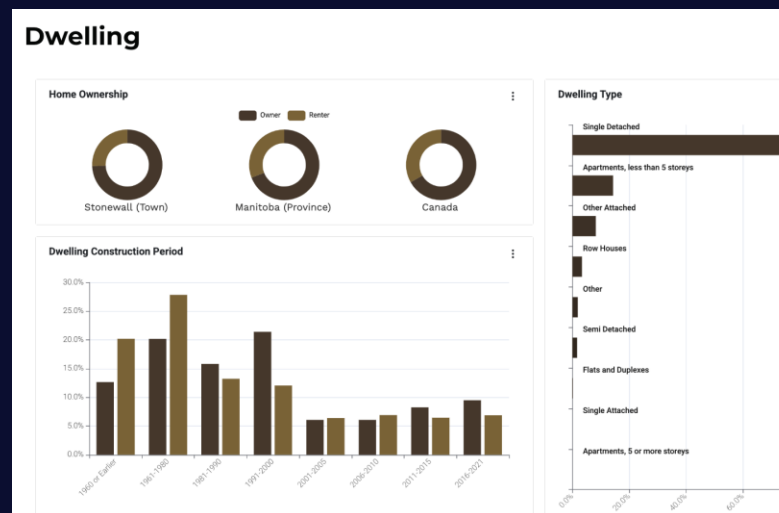 Dwelling
Home Ownership
Owner Renter
Stonewall (Town) Manitoba (Province) Canada
Dwelling Construction Period
30.0%
25.0%
20.0%
15.0%
10.0%
5.0%
0.0%
1960 or Earlier 1961-1980 1981-1990 1991-2000 2001-2005 2006-2010 2011-2015 2016-2021
Dwelling Type
Single Detached
Apartments, less than 5 storeys
Other Attached
Row Houses
Other
Semi Detached
Flats and Duplexes
Single Attached
Apartments, 5 or more storeys
0.0% 20.0% 40.0% 60.0%